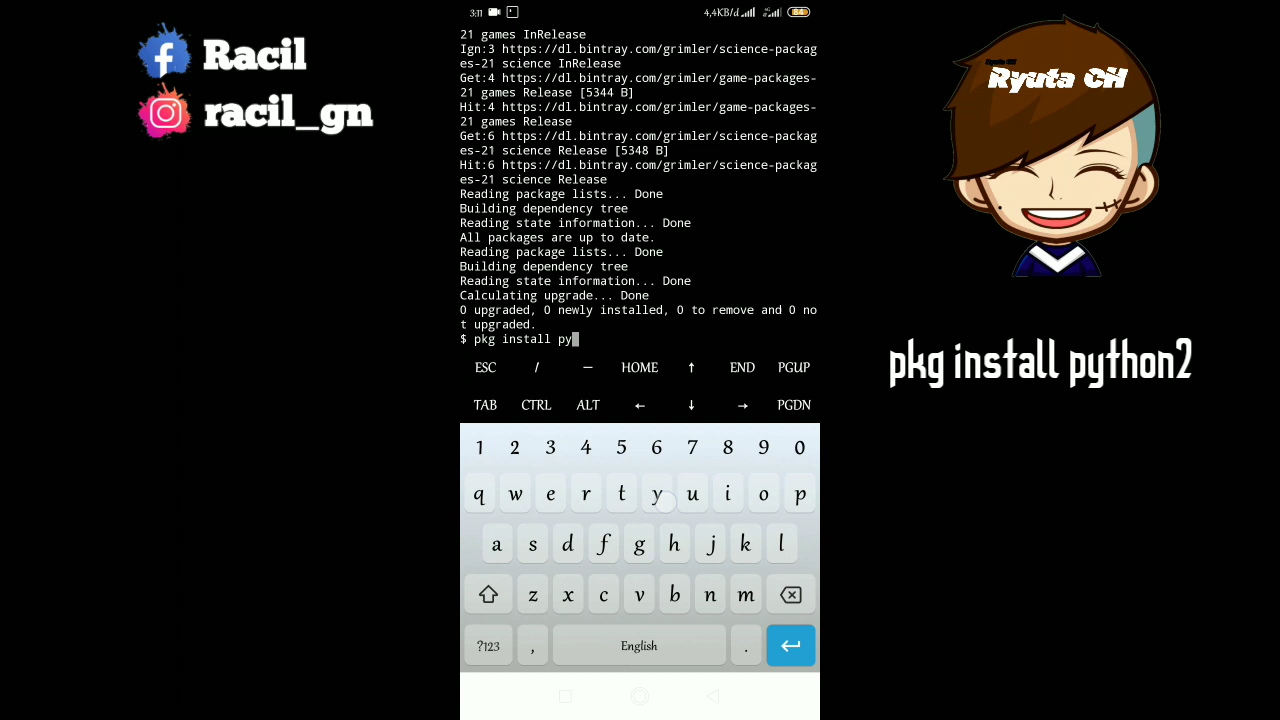 Racil
racil_gn
Ryuta CH
3:11
4,4KB/d
4G
84
21 games InRelease
Ign:3 https://dl.bintray.com/grimler/science-packag
es-21 science InRelease
Get:4 https://dl.bintray.com/grimler/game-packages-
21 games Release [5344 B]
Hit:4 https://dl.bintray.com/grimler/game-packages-
21 games Release
Get:6 https://dl.bintray.com/grimler/science-packag
es-21 science Release [5348 B]
Hit:6 https://dl.bintray.com/grimler/science-packag
es-21 science Release
Reading package lists... Done
Building dependency tree
Reading state information... Done
All packages are up to date.
Reading package lists... Done
Building dependency tree
Reading state information... Done
Calculating upgrade... Done
0 upgraded, 0 newly installed, 0 to remove and 0 no
t upgraded.
$ pkg install py
pkg install python2
ESC / — HOME ↑ END PGUP
TAB CTRL ALT ← ↓ → PGDN
1 2 3 4 5 6 7 8 9 0
q w e r t y u i o p
a s d f g h j k l
z x c v b n m
?123 , English .